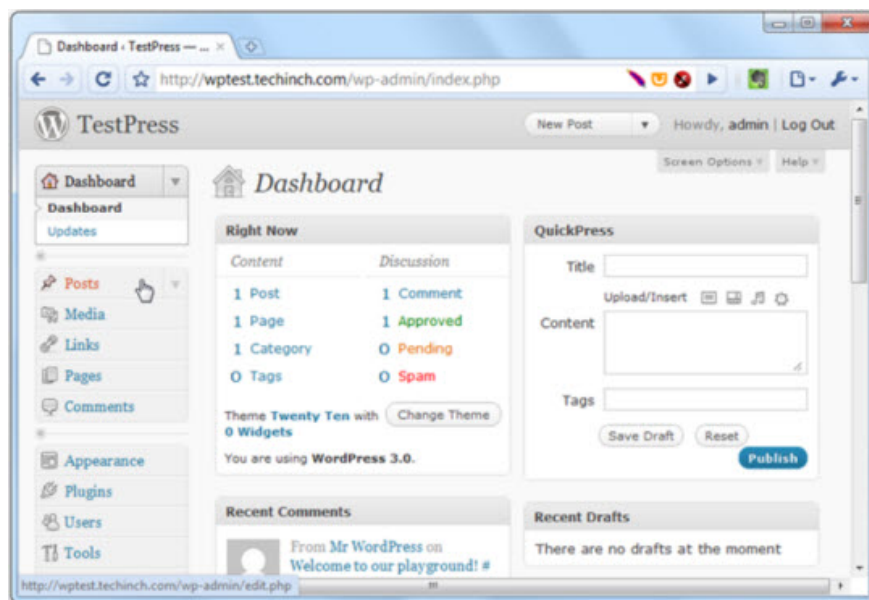 Dashboard ‹ TestPress — ...
http://wptest.techinch.com/wp-admin/index.php
TestPress
New Post
Howdy, admin | Log Out
Screen Options
Help
Dashboard
Dashboard
Updates
Posts
Media
Links
Pages
Comments
Appearance
Plugins
Users
Tools
Dashboard
Right Now
Content
Discussion
1 Post
1 Comment
1 Page
1 Approved
1 Category
0 Pending
0 Tags
0 Spam
Theme Twenty Ten with
0 Widgets
Change Theme
You are using WordPress 3.0.
Recent Comments
From Mr WordPress on
Welcome to our playground! #
QuickPress
Title
Upload/Insert
Content
Tags
Save Draft
Reset
Publish
Recent Drafts
There are no drafts at the moment
http://wptest.techinch.com/wp-admin/edit.php